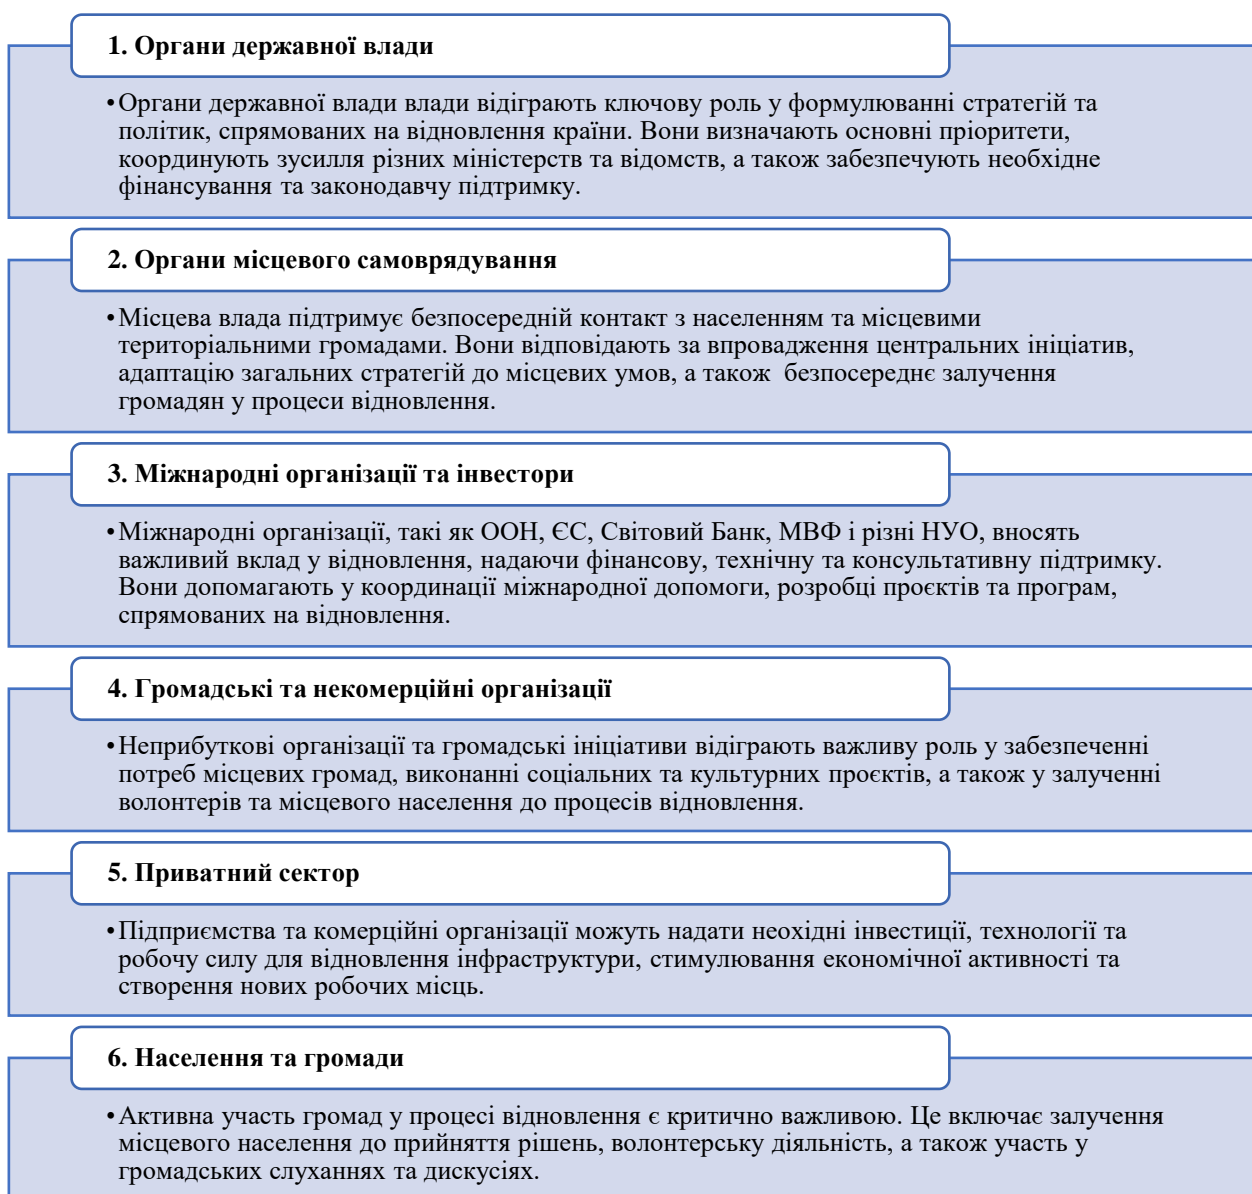 1. Органи державної влади
•Органи державної влади влади відіграють ключову роль у формулюванні стратегій та
політик, спрямованих на відновлення країни. Вони визначають основні пріоритети,
координують зусилля різних міністерств та відомств, а також забезпечують необхідне
фінансування та законодавчу підтримку.
2. Органи місцевого самоврядування
•Місцева влада підтримує безпосередній контакт з населенням та місцевими
територіальними громадами. Вони відповідають за впровадження центральних ініціатив,
адаптацію загальних стратегій до місцевих умов, а також  безпосереднє залучення
громадян у процеси відновлення.
3. Міжнародні організації та інвестори
•Міжнародні організації, такі як ООН, ЄС, Світовий Банк, МВФ і різні НУО, вносять
важливий вклад у відновлення, надаючи фінансову, технічну та консультативну підтримку.
Вони допомагають у координації міжнародної допомоги, розробці проєктів та програм,
спрямованих на відновлення.
4. Громадські та некомерційні організації
•Неприбуткові організації та громадські ініціативи відіграють важливу роль у забезпеченні
потреб місцевих громад, виконанні соціальних та культурних проєктів, а також у залученні
волонтерів та місцевого населення до процесів відновлення.
5. Приватний сектор
•Підприємства та комерційні організації можуть надати неохідні інвестиції, технології та
робочу силу для відновлення інфраструктури, стимулювання економічної активності та
створення нових робочих місць.
6. Населення та громади
•Активна участь громад у процесі відновлення є критично важливою. Це включає залучення
місцевого населення до прийняття рішень, волонтерську діяльність, а також участь у
громадських слуханнях та дискусіях.